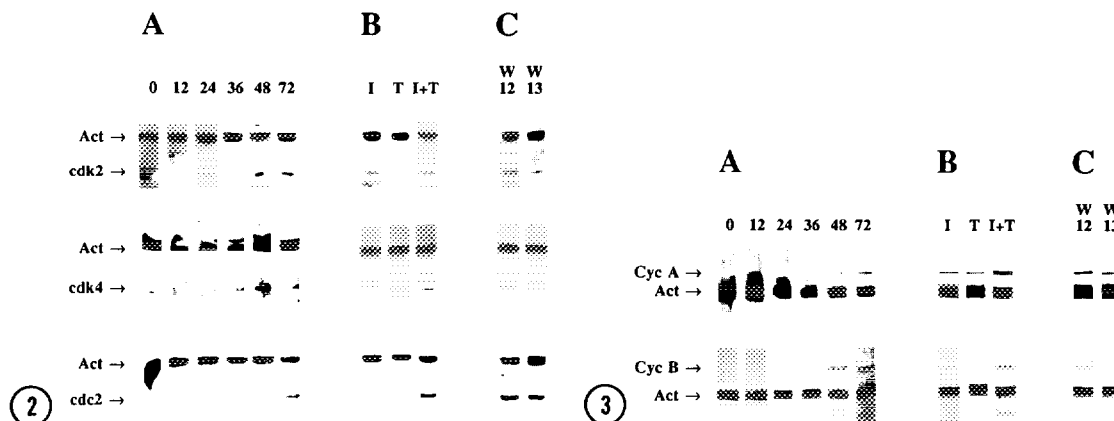 A B C
0 12 24 36 48 72 I T I+T W 12 W 13
Act →
cdk2 →
Act →
cdk4 →
Act →
cdc2 →
2
A B C
0 12 24 36 48 72 I T I+T W 12 W 13
Cyc A →
Act →
Cyc B →
Act →
3